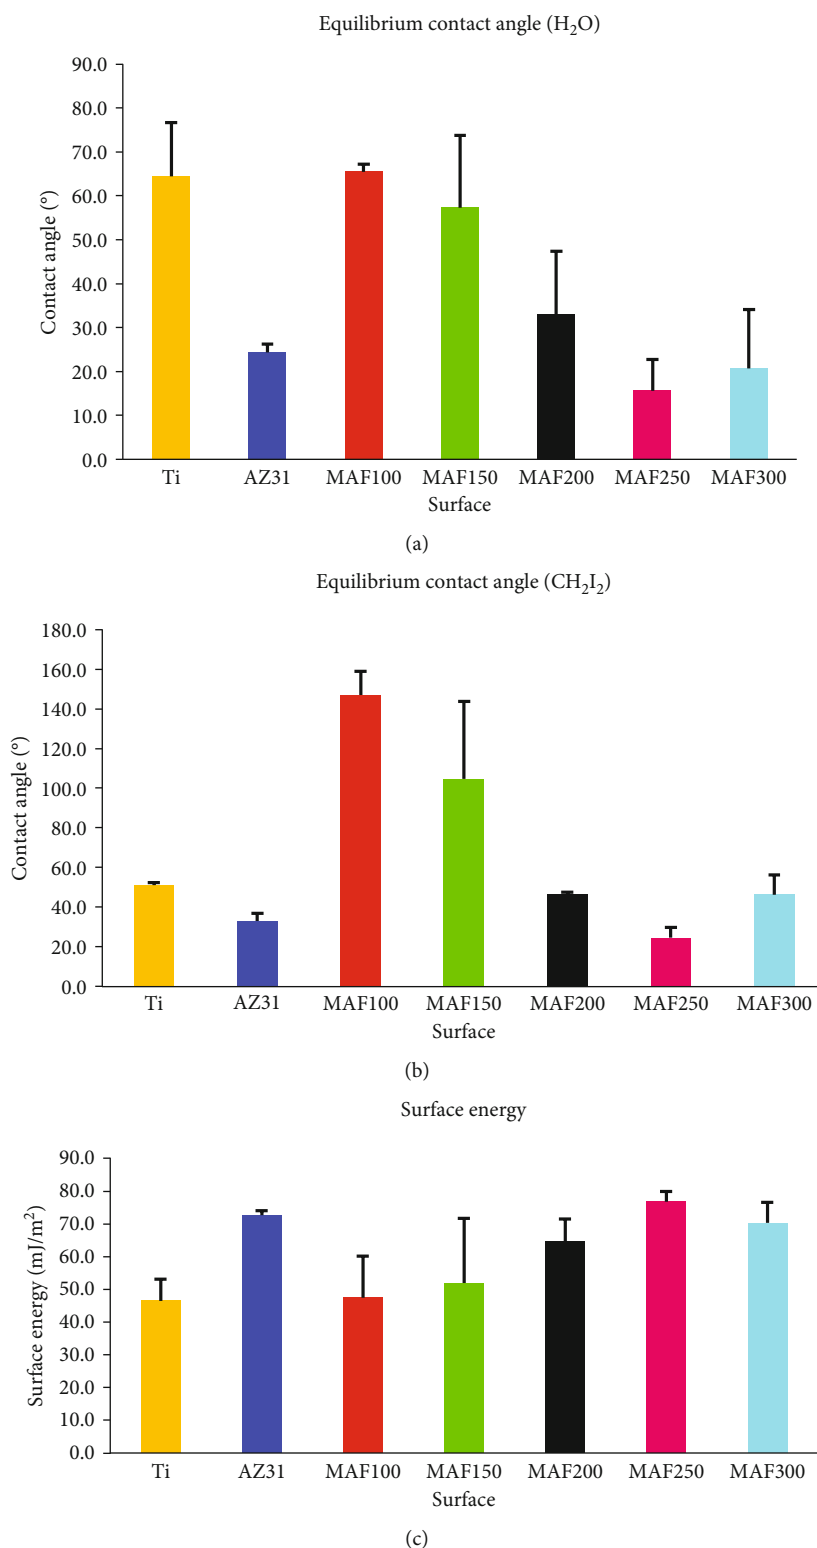 Equilibrium contact angle (H₂O)
Contact angle (°)
90.0
80.0
70.0
60.0
50.0
40.0
30.0
20.0
10.0
0.0
Ti AZ31 MAF100 MAF150 MAF200 MAF250 MAF300
Surface
(a)
Equilibrium contact angle (CH₂I₂)
Contact angle (°)
180.0
160.0
140.0
120.0
100.0
80.0
60.0
40.0
20.0
0.0
Ti AZ31 MAF100 MAF150 MAF200 MAF250 MAF300
Surface
(b)
Surface energy
Surface energy (mJ/m²)
90.0
80.0
70.0
60.0
50.0
40.0
30.0
20.0
10.0
0.0
Ti AZ31 MAF100 MAF150 MAF200 MAF250 MAF300
Surface
(c)